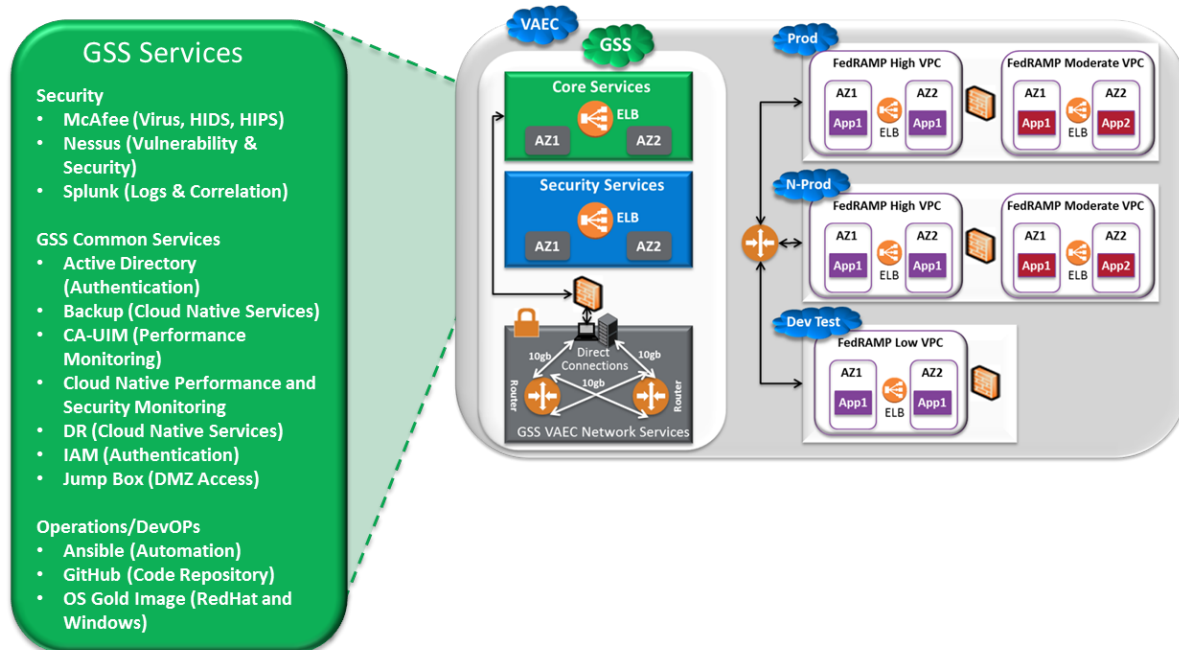 GSS Services
Security
• McAfee (Virus, HIDS, HIPS)
• Nessus (Vulnerability &
Security)
• Splunk (Logs & Correlation)
GSS Common Services
• Active Directory
(Authentication)
• Backup (Cloud Native Services)
• CA-UIM (Performance
Monitoring)
• Cloud Native Performance and
Security Monitoring
• DR (Cloud Native Services)
• IAM (Authentication)
• Jump Box (DMZ Access)
Operations/DevOPs
• Ansible (Automation)
• GitHub (Code Repository)
• OS Gold Image (RedHat and
Windows)
VAEC
GSS
Core Services
ELB
AZ1
AZ2
Security Services
ELB
AZ1
AZ2
Direct
Connections
10gb
10gb
10gb
Router
Router
GSS VAEC Network Services
Prod
FedRAMP High VPC
AZ1
AZ2
App1
ELB
App1
FedRAMP Moderate VPC
AZ1
AZ2
App1
ELB
App2
N-Prod
FedRAMP High VPC
AZ1
AZ2
App1
ELB
App1
FedRAMP Moderate VPC
AZ1
AZ2
App1
ELB
App2
Dev Test
FedRAMP Low VPC
AZ1
AZ2
App1
ELB
App1